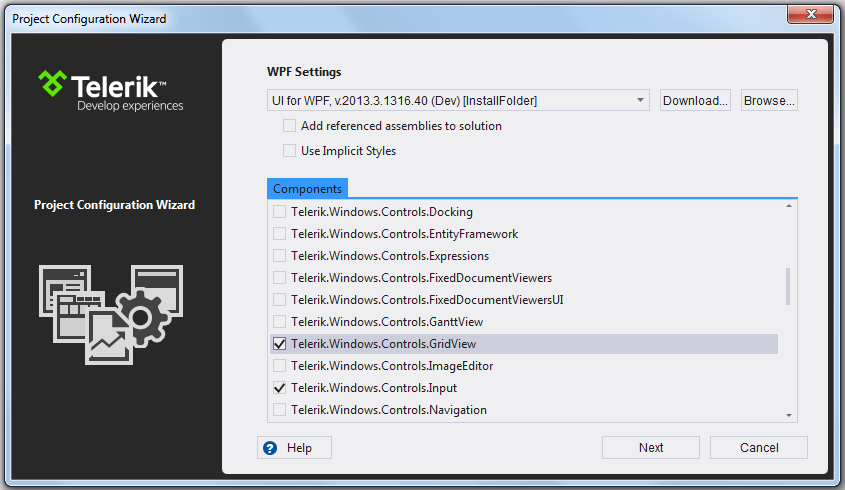 Project Configuration Wizard
Telerik™
Develop experiences
Project Configuration Wizard
WPF Settings
UI for WPF, v.2013.3.1316.40 (Dev) [InstallFolder]
Download...
Browse...
Add referenced assemblies to solution
Use Implicit Styles
Components
Telerik.Windows.Controls.Docking
Telerik.Windows.Controls.EntityFramework
Telerik.Windows.Controls.Expressions
Telerik.Windows.Controls.FixedDocumentViewers
Telerik.Windows.Controls.FixedDocumentViewersUI
Telerik.Windows.Controls.GanttView
Telerik.Windows.Controls.GridView
Telerik.Windows.Controls.ImageEditor
Telerik.Windows.Controls.Input
Telerik.Windows.Controls.Navigation
? Help
Next
Cancel